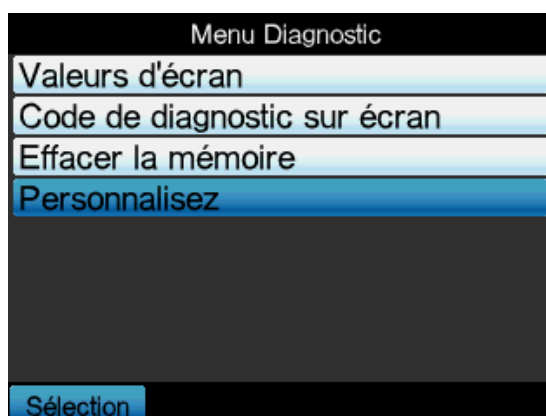 Menu Diagnostic
Valeurs d'écran
Code de diagnostic sur écran
Effacer la mémoire
Personnalisez
Sélection